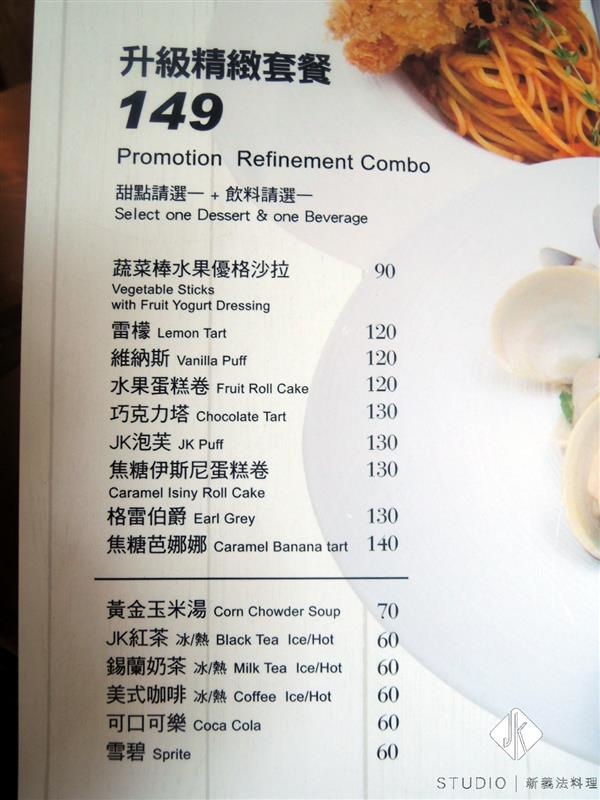 升級精緻套餐
149
Promotion Refinement Combo
甜點請選一 + 飲料請選一
Select one Dessert & one Beverage
蔬菜棒水果優格沙拉 90
Vegetable Sticks
with Fruit Yogurt Dressing
雷檬 Lemon Tart 120
維納斯 Vanilla Puff 120
水果蛋糕卷 Fruit Roll Cake 120
巧克力塔 Chocolate Tart 130
JK泡芙 JK Puff 130
焦糖伊斯尼蛋糕卷 130
Caramel Isiny Roll Cake
格雷伯爵 Earl Grey 130
焦糖芭娜娜 Caramel Banana tart 140
黃金玉米湯 Corn Chowder Soup 70
JK紅茶 冰/熱 Black Tea Ice/Hot 60
錫蘭奶茶 冰/熱 Milk Tea Ice/Hot 60
美式咖啡 冰/熱 Coffee Ice/Hot 60
可口可樂 Coca Cola 60
雪碧 Sprite 60
JK
STUDIO | 新義法料理